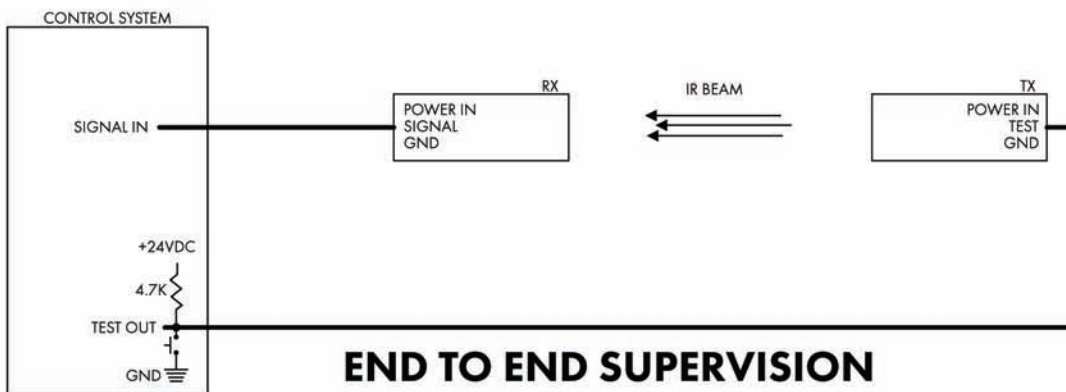 CONTROL SYSTEM
RX
IR BEAM
TX
POWER IN
SIGNAL
GND
POWER IN
TEST
GND
SIGNAL IN
+24VDC
4.7K
TEST OUT
GND
END TO END SUPERVISION